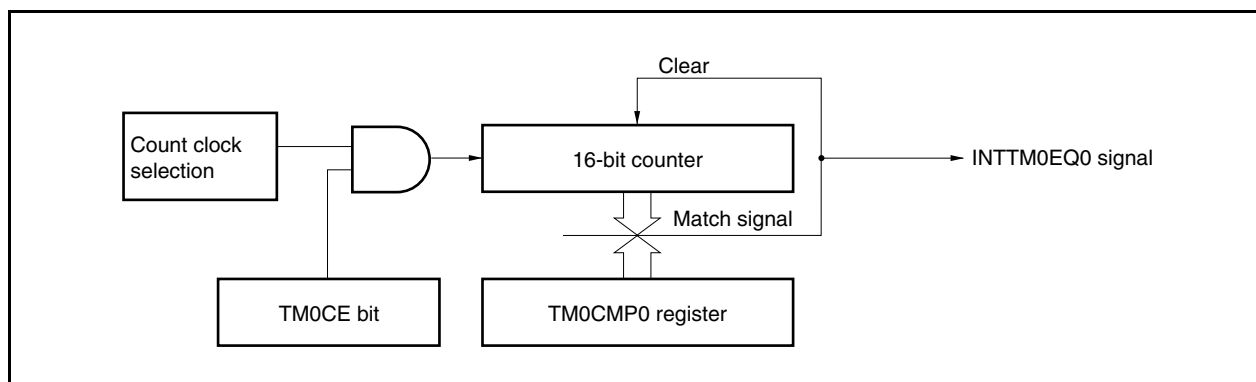 Clear
Count clock
selection
16-bit counter
INTTM0EQ0 signal
Match signal
TM0CE bit
TM0CMP0 register